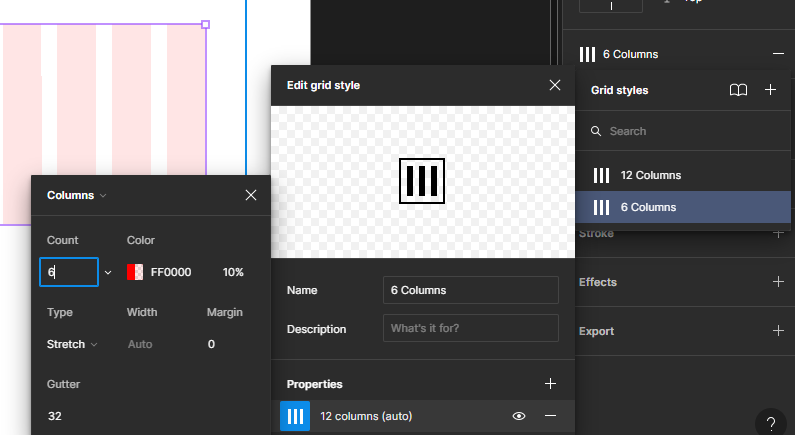 Top
6 Columns
Edit grid style
Grid styles
Search
12 Columns
6 Columns
Columns
Stroke
Count
Color
6
FF0000
10%
Effects
Name
6 Columns
Type
Width
Margin
Description
What's it for?
Export
Stretch
Auto
0
Gutter
Properties
32
12 columns (auto)
?